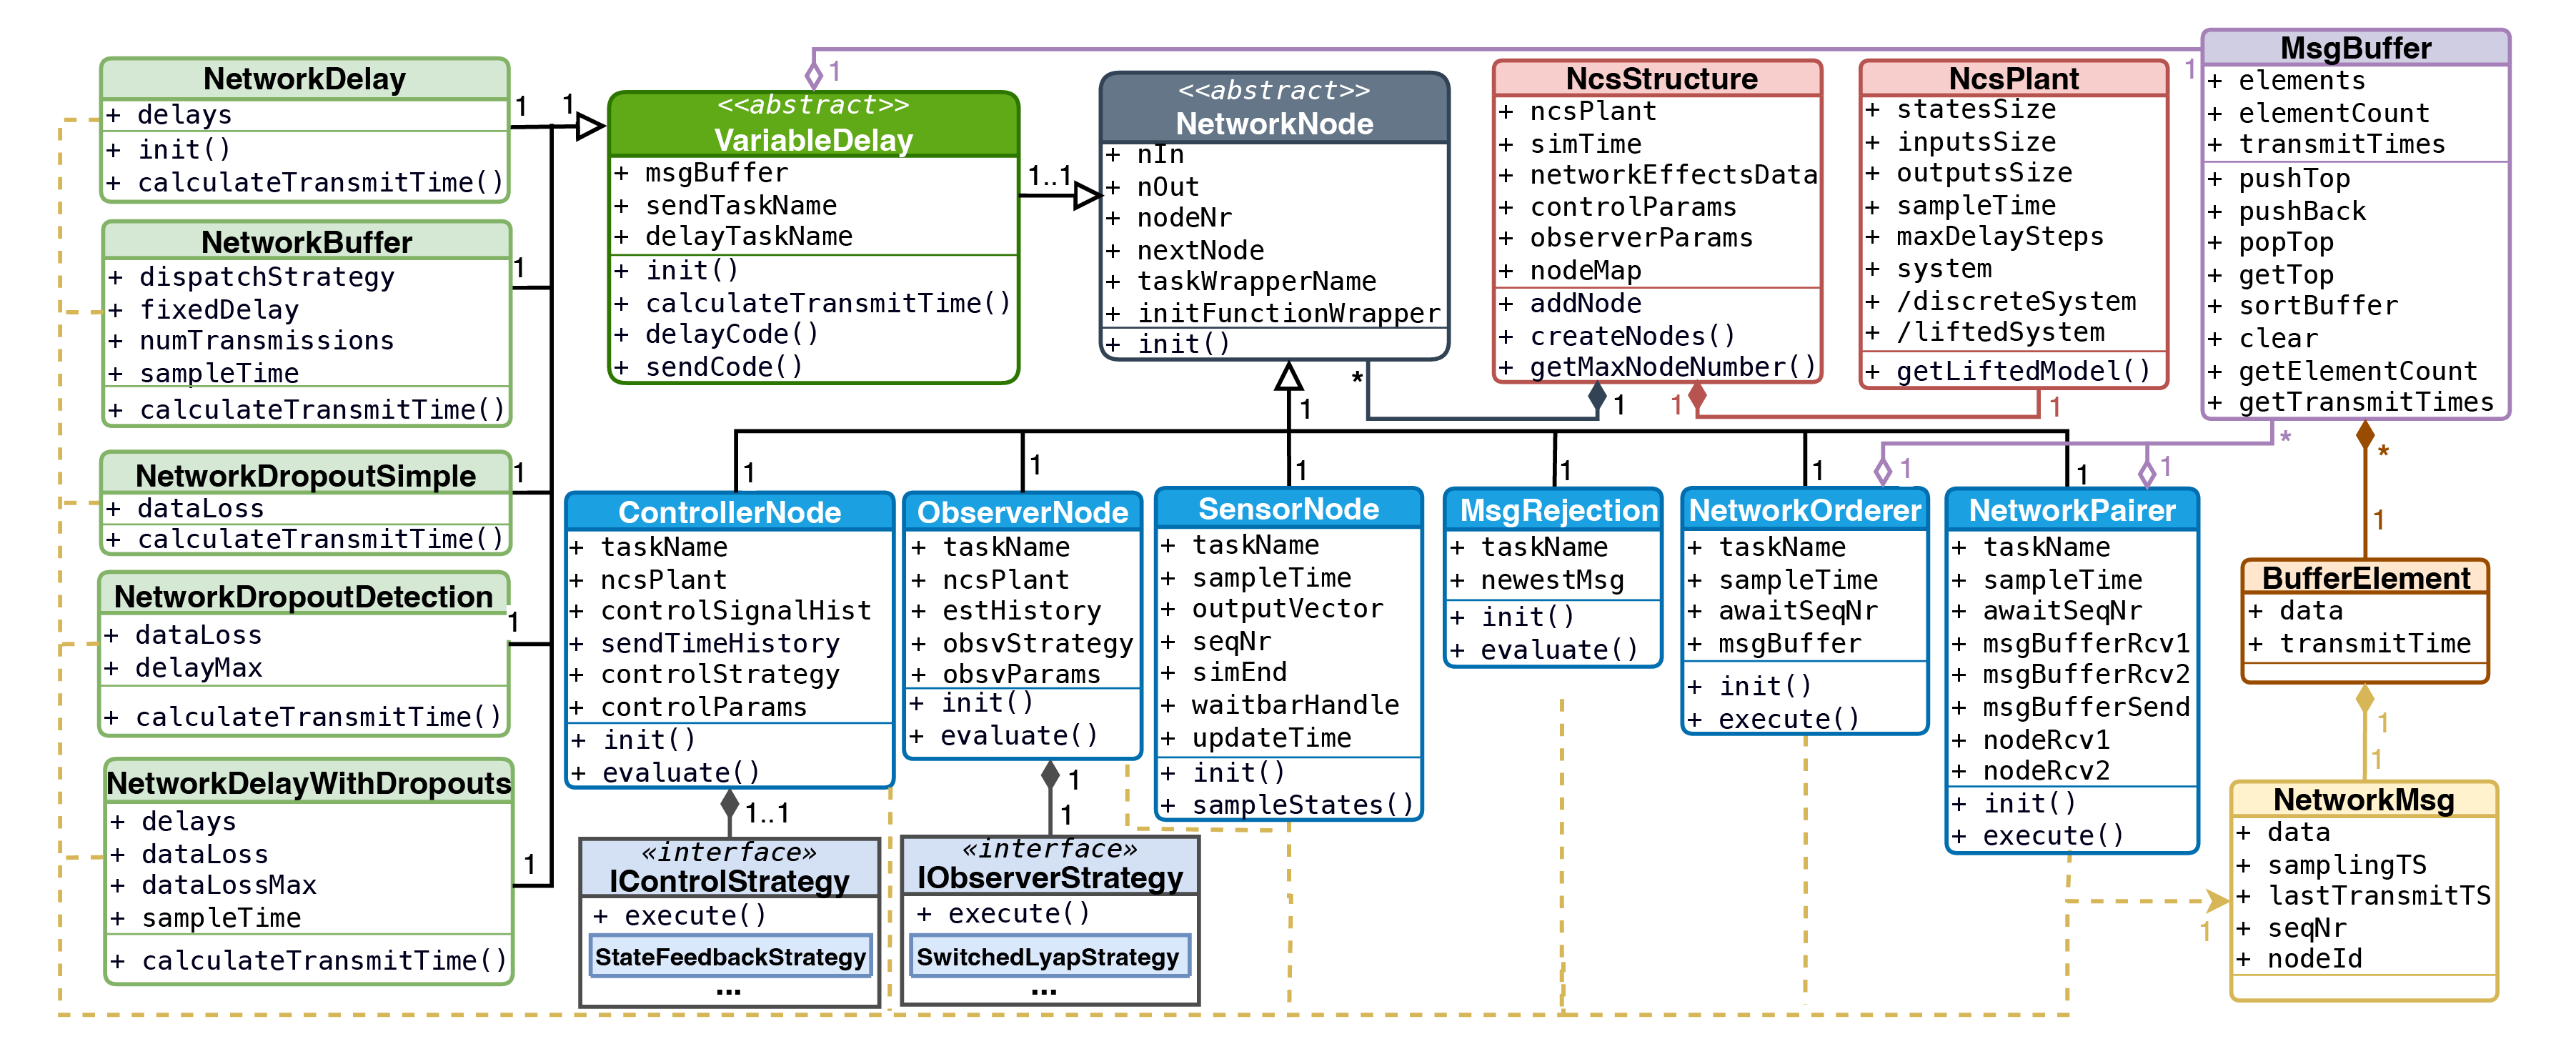 NetworkDelay
+ delays
+ init()
+ calculateTransmitTime()
1
1
NetworkBuffer
+ dispatchStrategy
+ fixedDelay
+ numTransmissions
+ sampleTime
+ calculateTransmitTime()
1
NetworkDropoutSimple
+ dataLoss
+ calculateTransmitTime()
1
NetworkDropoutDetection
+ dataLoss
+ delayMax
+ calculateTransmitTime()
1
NetworkDelayWithDropouts
+ delays
+ dataLoss
+ dataLossMax
+ sampleTime
+ calculateTransmitTime()
1
1
<<abstract>>
VariableDelay
+ msgBuffer
+ sendTaskName
+ delayTaskName
+ init()
+ calculateTransmitTime()
+ delayCode()
+ sendCode()
1..1
<<abstract>>
NetworkNode
+ nIn
+ nOut
+ nodeNr
+ nextNode
+ taskWrapperName
+ initFunctionWrapper
+ init()
1
*
NcsStructure
+ ncsPlant
+ simTime
+ networkEffectsData
+ controlParams
+ observerParams
+ nodeMap
+ addNode
+ createNodes()
+ getMaxNodeNumber()
1
1
NcsPlant
+ statesSize
+ inputsSize
+ outputsSize
+ sampleTime
+ maxDelaySteps
+ system
+ /discreteSystem
+ /liftedSystem
+ getLiftedModel()
1
1
MsgBuffer
+ elements
+ elementCount
+ transmitTimes
+ pushTop
+ pushBack
+ popTop
+ getTop
+ sortBuffer
+ clear
+ getElementCount
+ getTransmitTimes
*
*
1
1
ControllerNode
+ taskName
+ ncsPlant
+ controlSignalHist
+ sendTimeHistory
+ controlStrategy
+ controlParams
+ init()
+ evaluate()
1..1
1
ObserverNode
+ taskName
+ ncsPlant
+ estHistory
+ obsvStrategy
+ obsvParams
+ init()
+ evaluate()
1
1
1
SensorNode
+ taskName
+ sampleTime
+ outputVector
+ seqNr
+ simEnd
+ waitbarHandle
+ updateTime
+ init()
+ sampleStates()
1
MsgRejection
+ taskName
+ newestMsg
+ init()
+ evaluate()
1
1
NetworkOrderer
+ taskName
+ sampleTime
+ awaitSeqNr
+ msgBuffer
+ init()
+ execute()
1
1
NetworkPairer
+ taskName
+ sampleTime
+ awaitSeqNr
+ msgBufferRcv1
+ msgBufferRcv2
+ msgBufferSend
+ nodeRcv1
+ nodeRcv2
+ init()
+ execute()
BufferElement
+ data
+ transmitTime
1
1
NetworkMsg
+ data
+ samplingTS
+ lastTransmitTS
+ seqNr
+ nodeId
1
«interface»
IControlStrategy
+ execute()
StateFeedbackStrategy
...
«interface»
IObserverStrategy
+ execute()
SwitchedLyapStrategy
...